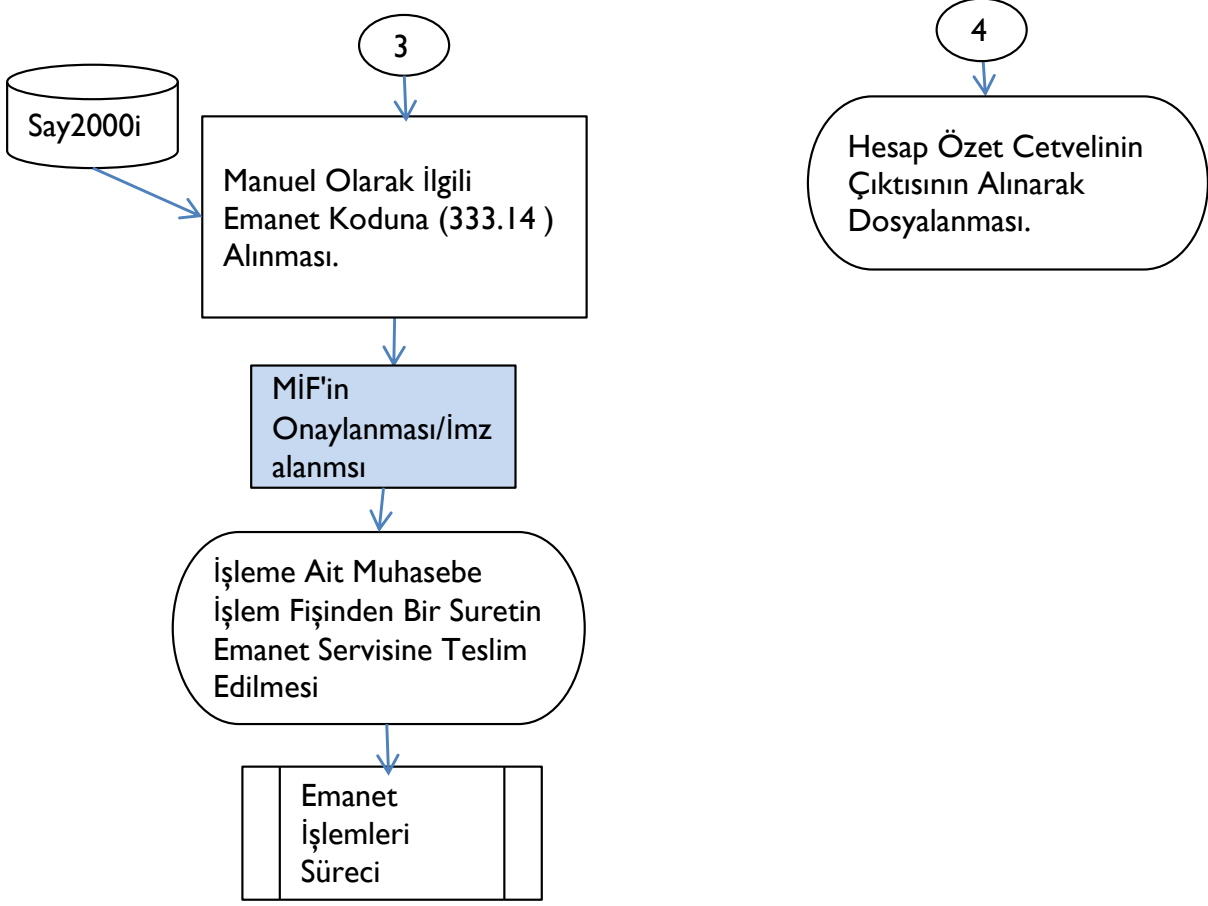 3
4
Say2000i
Manuel Olarak İlgili
Emanet Koduna (333.14 )
Alınması.
Hesap Özet Cetvelinin
Çıktısının Alınarak
Dosyalanması.
MİF'in
Onaylanması/İmz
alanmsı
İşleme Ait Muhasebe
İşlem Fişinden Bir Suretin
Emanet Servisine Teslim
Edilmesi
Emanet
İşlemleri
Süreci